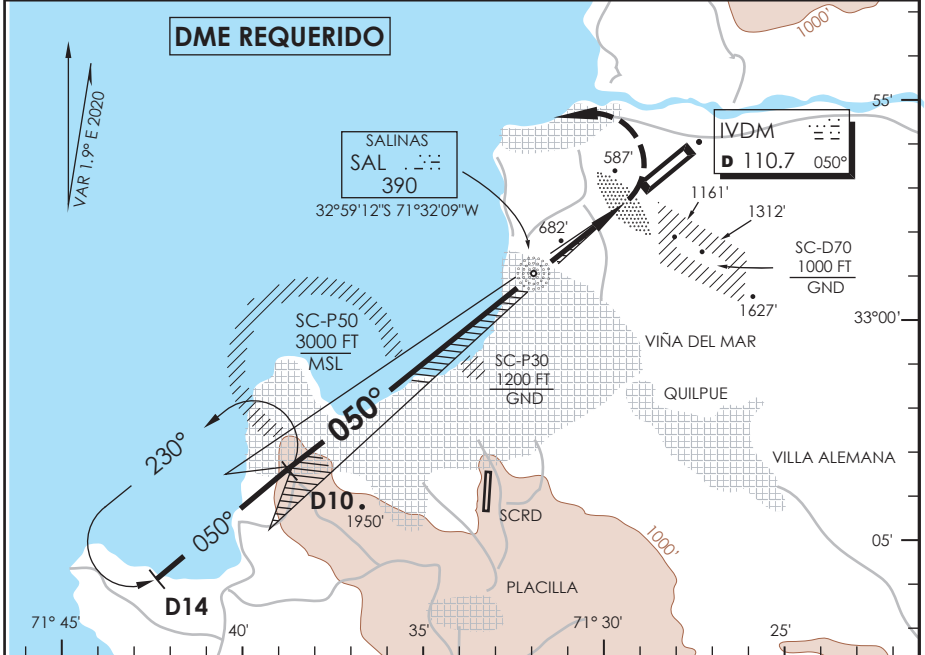 DME REQUERIDO
1000'
VAR 1.9° E 2020
55'
SALINAS
SAL
390
32°59'12"S 71°32'09"W
IVDM
D 110.7 050°
587'
1161'
1312'
682'
SC-D70
1000 FT
GND
1627'
33°00'
SC-P50
3000 FT
MSL
VIÑA DEL MAR
SC-P30
1200 FT
GND
QUILPUE
050°
230°
VILLA ALEMANA
D10
1950'
SCRD
050°
1000'
05'
PLACILLA
D14
71° 45'
40'
35'
71° 30'
25'